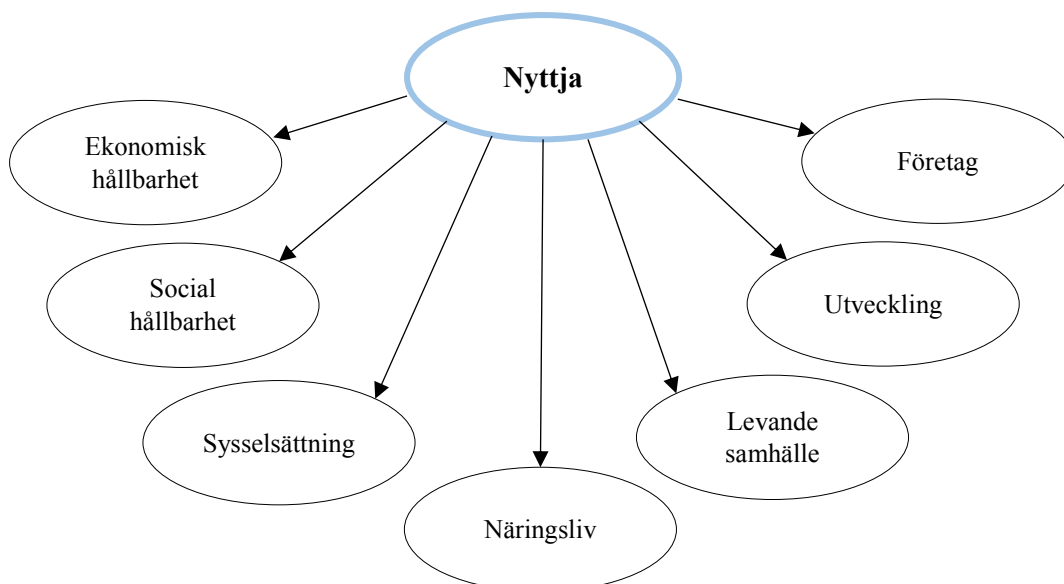 Nyttja
Ekonomisk
hållbarhet
Företag
Social
hållbarhet
Utveckling
Sysselsättning
Levande
samhälle
Näringsliv